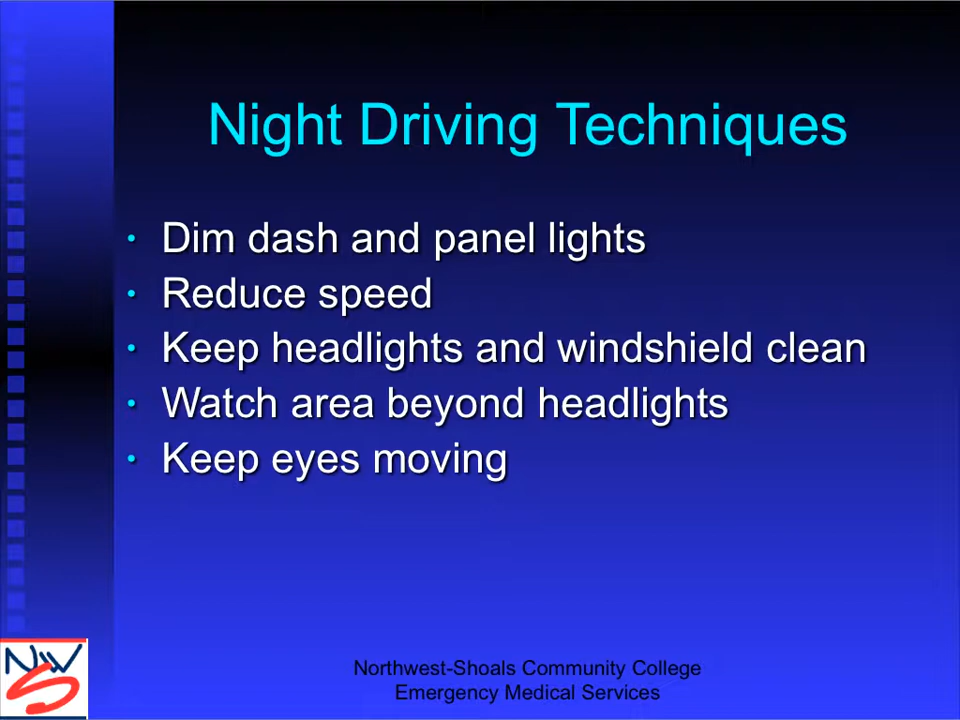 Night Driving Techniques
· Dim dash and panel lights
· Reduce speed
· Keep headlights and windshield clean
· Watch area beyond headlights
· Keep eyes moving
NW
S
Northwest-Shoals Community College
Emergency Medical Services